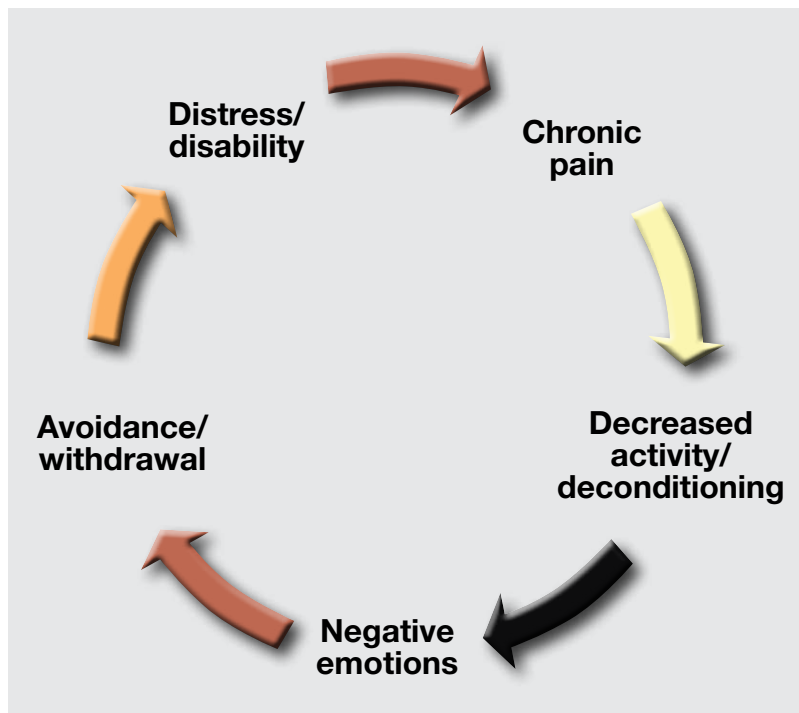 Distress/
disability
Chronic
pain
Decreased
activity/
deconditioning
Negative
emotions
Avoidance/
withdrawal